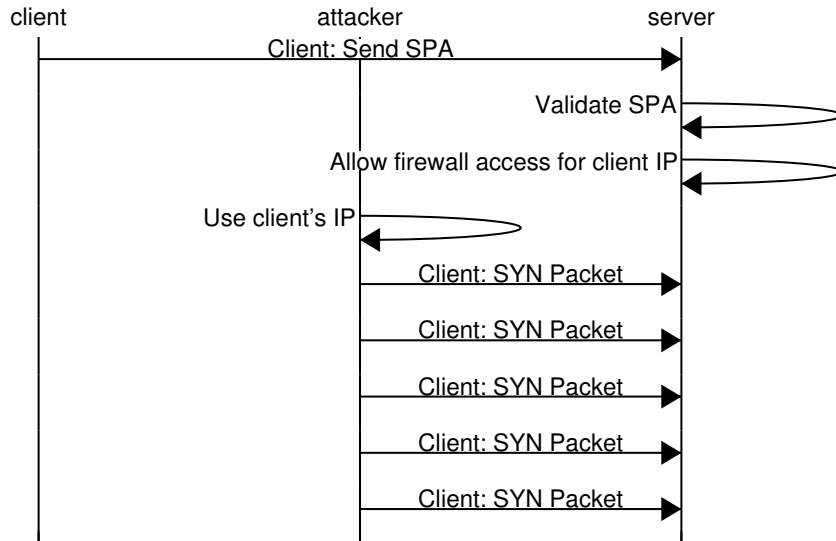 client attacker server
Client: Send SPA
Validate SPA
Allow firewall access for client IP
Use client's IP
Client: SYN Packet
Client: SYN Packet
Client: SYN Packet
Client: SYN Packet
Client: SYN Packet